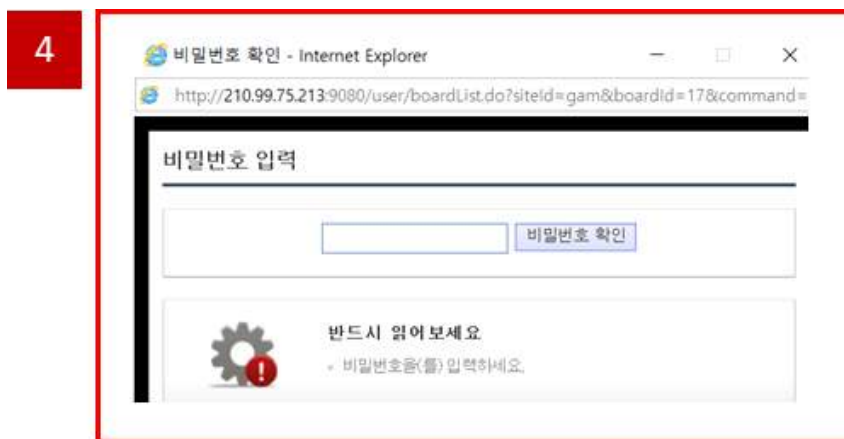 4
비밀번호 확인 - Internet Explorer
http://210.99.75.213:9080/user/boardList.do?siteId=gam&boardId=17&command=
비밀번호 입력
비밀번호 확인
반드시 읽어보세요
비밀번호을(를) 입력하세요.